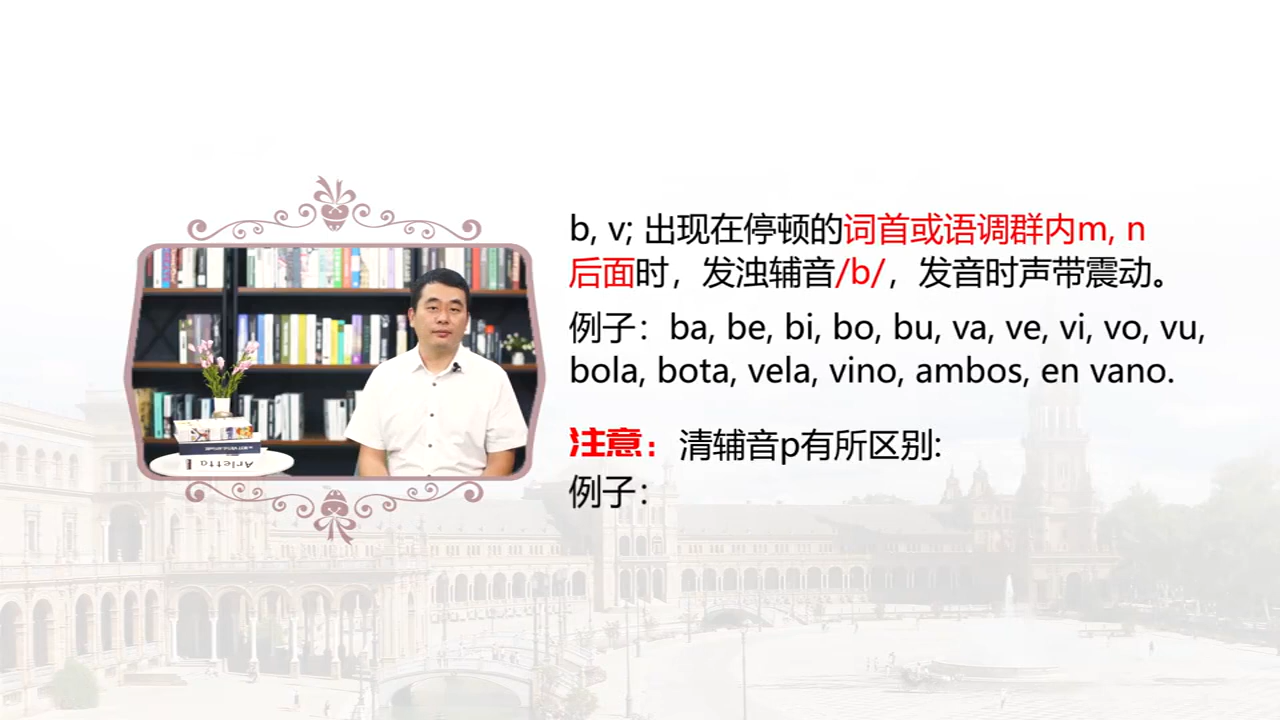 b, v; 出现在停顿的词首或语调群内m, n
后面时，发浊辅音/b/，发音时声带震动。
例子：ba, be, bi, bo, bu, va, ve, vi, vo, vu,
bola, bota, vela, vino, ambos, en vano.
注意：清辅音p有所区别:
例子：
Arletta